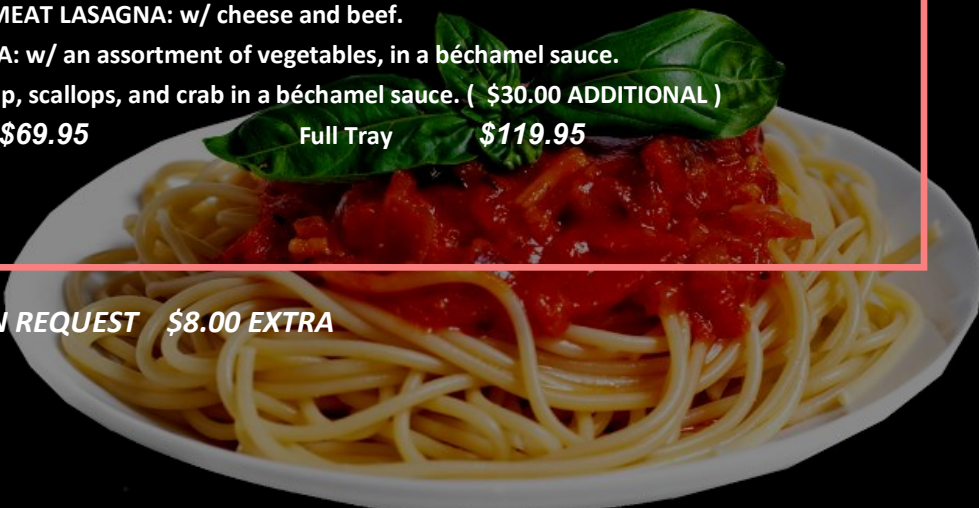 MEAT LASAGNA: w/ cheese and beef.
A: w/ an assortment of vegetables, in a béchamel sauce.
p, scallops, and crab in a béchamel sauce. ( $30.00 ADDITIONAL )
$69.95 Full Tray $119.95
N REQUEST $8.00 EXTRA